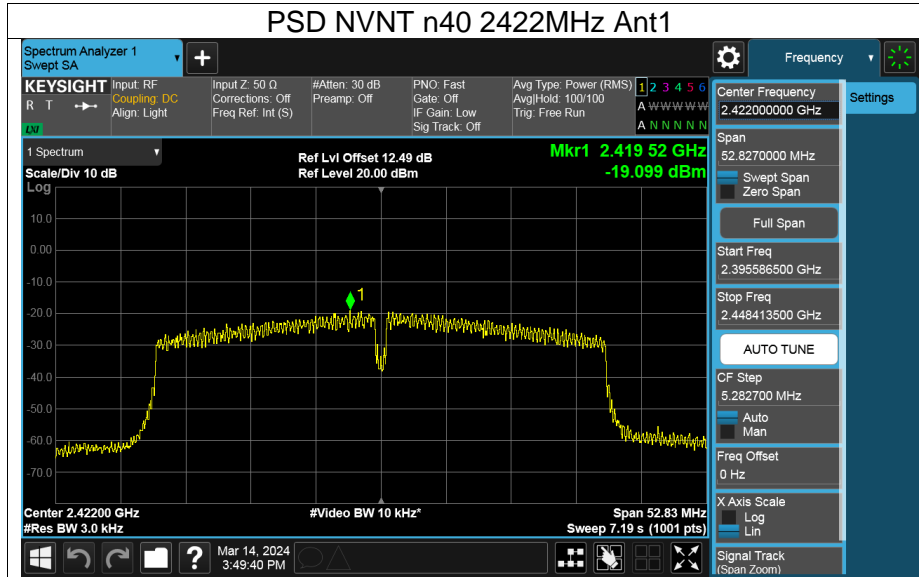 PSD NVNT n40 2422MHz Ant1
Spectrum Analyzer 1
Swept SA
+
Frequency
KEYSIGHT
R T
LXI
Input: RF
Coupling: DC
Align: Light
Input Z: 50 Ω
Corrections: Off
Freq Ref: Int (S)
#Atten: 30 dB
Preamp: Off
PNO: Fast
Gate: Off
IF Gain: Low
Sig Track: Off
Avg Type: Power (RMS)
Avg|Hold: 100/100
Trig: Free Run
1 2 3 4 5 6
A W W W W W
A N N N N N
1 Spectrum
Scale/Div 10 dB
Ref Lvl Offset 12.49 dB
Ref Level 20.00 dBm
Mkr1 2.419 52 GHz
-19.099 dBm
Log
10.0
0.00
-10.0
-20.0
-30.0
-40.0
-50.0
-60.0
-70.0
1
Center 2.42200 GHz
#Res BW 3.0 kHz
#Video BW 10 kHz*
Span 52.83 MHz
Sweep 7.19 s (1001 pts)
?
Mar 14, 2024
3:49:40 PM
Center Frequency
2.422000000 GHz
Span
52.8270000 MHz
Swept Span
Zero Span
Full Span
Start Freq
2.395586500 GHz
Stop Freq
2.448413500 GHz
AUTO TUNE
CF Step
5.282700 MHz
Auto
Man
Freq Offset
0 Hz
X Axis Scale
Log
Lin
Signal Track
(Span Zoom)
Settings